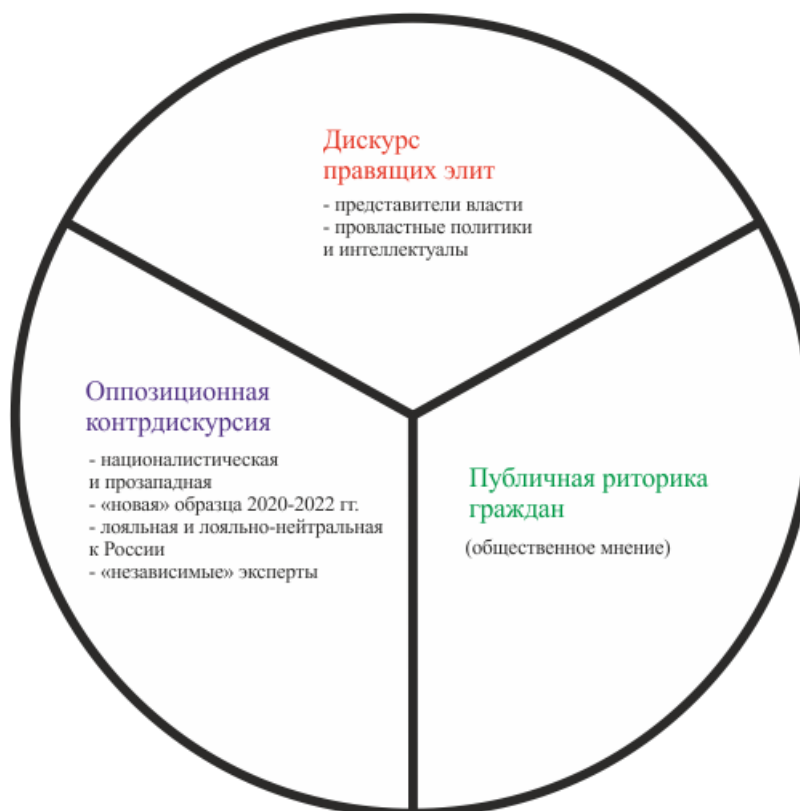 Дискурс
правящих элит
- представители власти
- провластные политики
и интеллектуалы
Оппозиционная
контрдискурсия
- националистическая
и прозападная
- «новая» образца 2020-2022 гг.
- лояльная и лояльно-нейтральная
к России
- «независимые» эксперты
Публичная риторика
граждан
(общественное мнение)